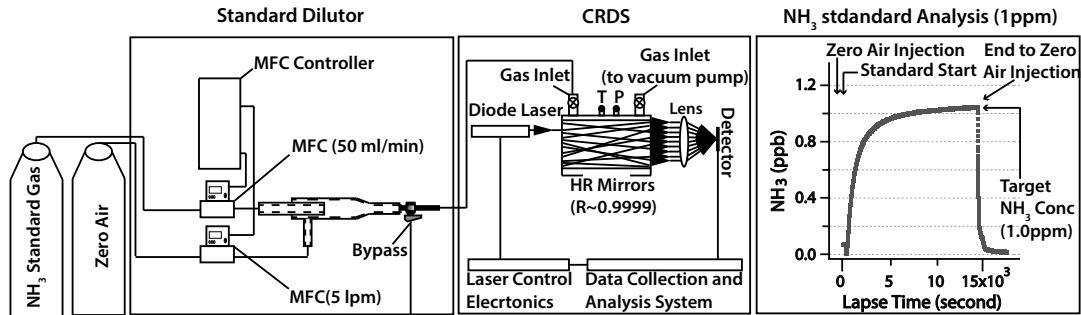 Standard Dilutor
CRDS
NH3 stdandard Analysis (1ppm)
NH3 Standard Gas
Zero Air
MFC Controller
MFC (50 ml/min)
MFC(5 lpm)
Bypass
Gas Inlet
Gas Inlet
(to vacuum pump)
T P
Diode Laser
Lens
Detector
HR Mirrors
(R~0.9999)
Laser Control
Elecrtonics
Data Collection and
Analysis System
Zero Air Injection
Standard Start
End to Zero
Air Injection
Target
NH3 Conc
(1.0ppm)
NH3 (ppb)
1.2
0.8
0.4
0.0
0 5 10 15x10³
Lapse Time (second)